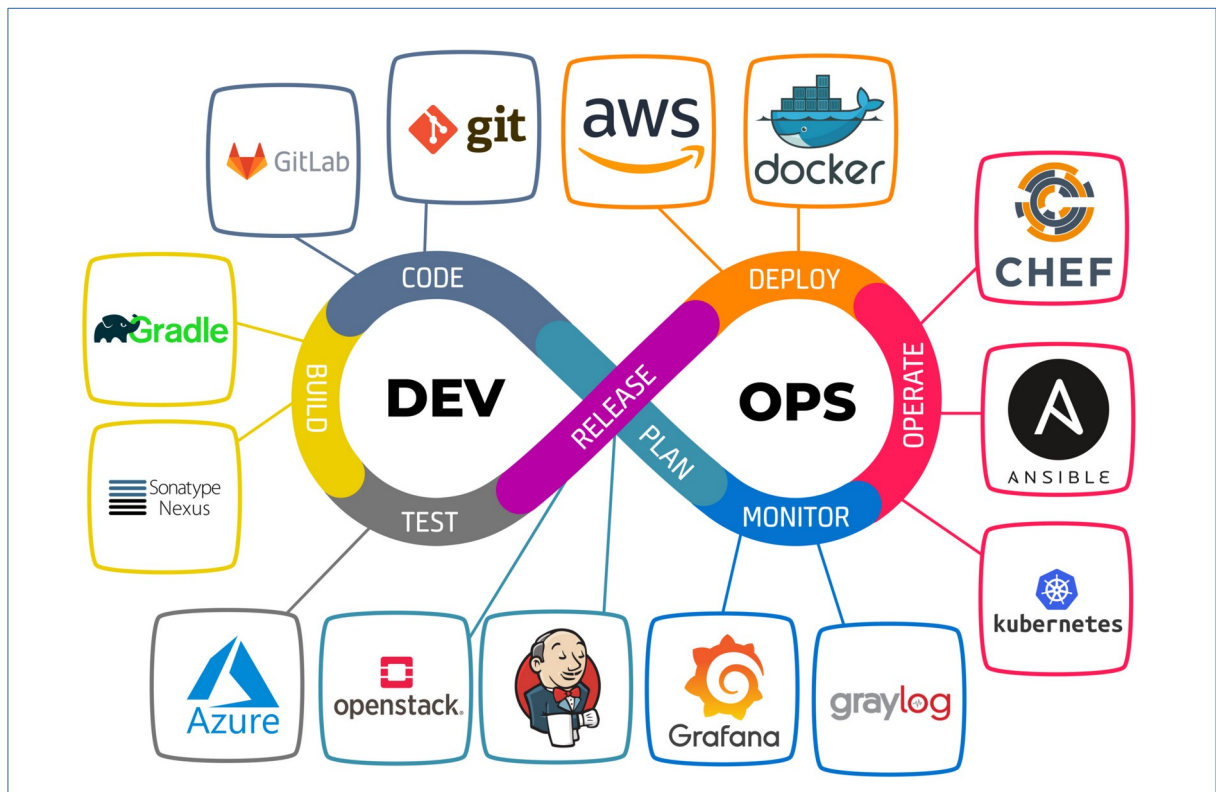 GitLab
git
aws
docker
CHEF
Gradle
CODE
DEPLOY
BUILD
DEV
RELEASE
PLAN
OPS
OPERATE
ANSIBLE
Sonatype
Nexus
TEST
MONITOR
kubernetes
Azure
openstack.
Grafana
graylog